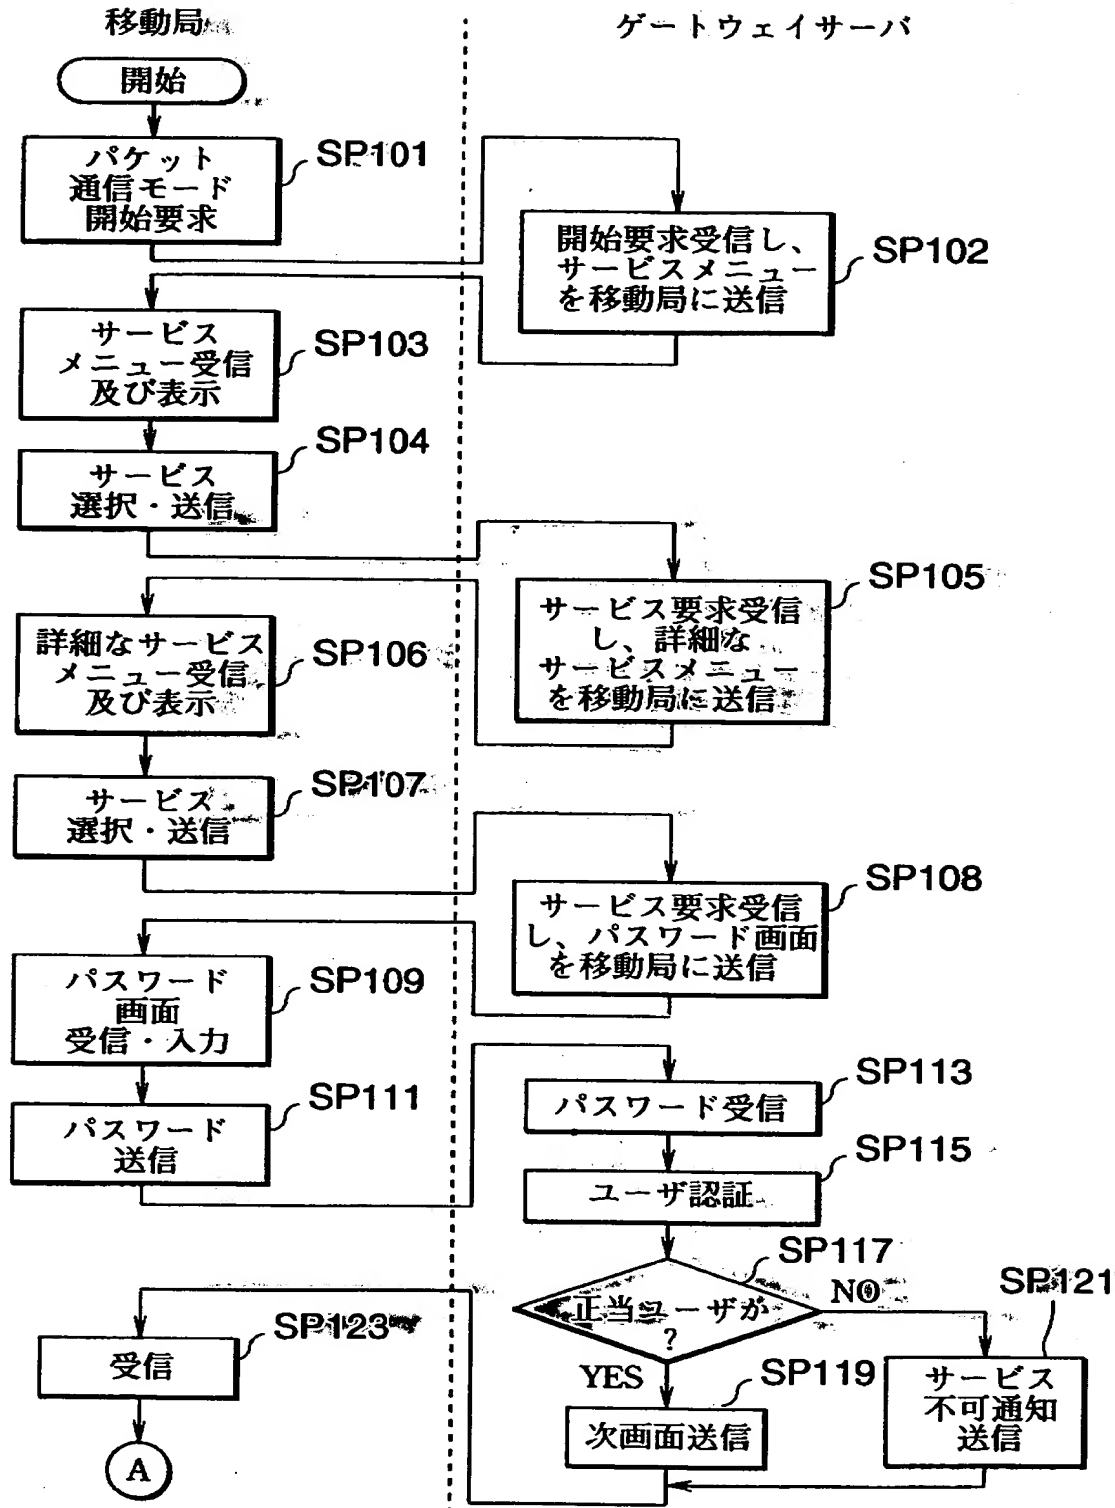 移動局
ゲートウェイサーバ
開始
パケット
通信モード
開始要求
SP101
開始要求受信し、
サービスメニュー
を移動局に送信
SP102
サービス
メニュー受信
及び表示
SP103
サービス
選択・送信
SP104
サービス要求受信
し、詳細な
サービスメニュー
を移動局に送信
SP105
詳細なサービス
メニュー受信
及び表示
SP106
サービス
選択・送信
SP107
サービス要求受信
し、パスワード画面
を移動局に送信
SP108
パスワード
画面
受信・入力
SP109
パスワード
送信
SP111
パスワード受信
SP113
ユーザ認証
SP115
正当ユーザか
?
SP117
NO
YES
次画面送信
SP119
サービス
不可通知
送信
SP121
受信
SP123
A